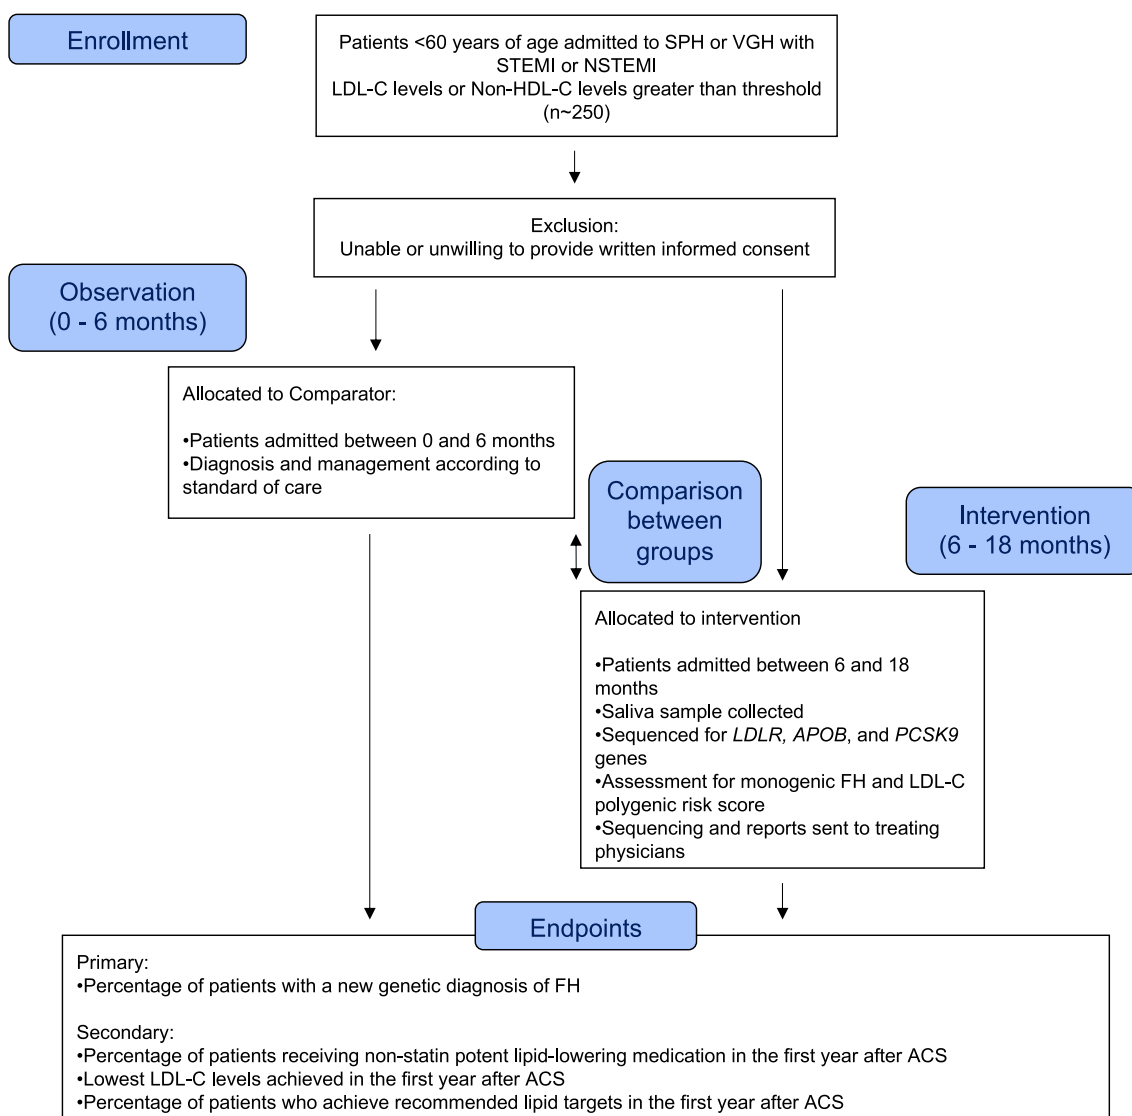 Enrollment
Patients <60 years of age admitted to SPH or VGH with
STEMI or NSTEMI
LDL-C levels or Non-HDL-C levels greater than threshold
(n~250)
Exclusion:
Unable or unwilling to provide written informed consent
Observation
(0 - 6 months)
Allocated to Comparator:
•Patients admitted between 0 and 6 months
•Diagnosis and management according to
standard of care
Comparison
between
groups
Intervention
(6 - 18 months)
Allocated to intervention
•Patients admitted between 6 and 18
months
•Saliva sample collected
•Sequenced for LDLR, APOB, and PCSK9
genes
•Assessment for monogenic FH and LDL-C
polygenic risk score
•Sequencing and reports sent to treating
physicians
Endpoints
Primary:
•Percentage of patients with a new genetic diagnosis of FH
Secondary:
•Percentage of patients receiving non-statin potent lipid-lowering medication in the first year after ACS
•Lowest LDL-C levels achieved in the first year after ACS
•Percentage of patients who achieve recommended lipid targets in the first year after ACS